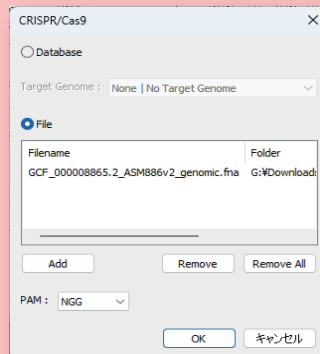 CRISPR/Cas9
Database
Target Genome : None | No Target Genome
File
Filename Folder
GCF_000008865.2_ASM886v2_genomic.fna G:¥Downloads
Add Remove Remove All
PAM : NGG
OK キャンセル